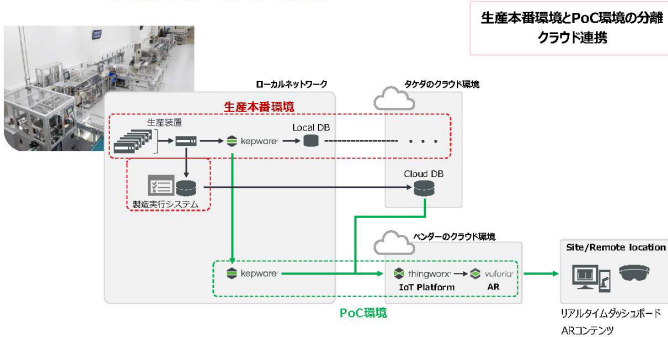 生産本番環境とPoC環境の分離
クラウド連携
ローカルネットワーク
タケダのクラウド環境
生産本番環境
生産装置
kepware
Local DB
製造実行システム
Cloud DB
ベンダーのクラウド環境
kepware
thingworx
vuforia
IoT Platform
AR
PoC環境
Site/Remote location
リアルタイムダッシュボード
ARコンテンツ